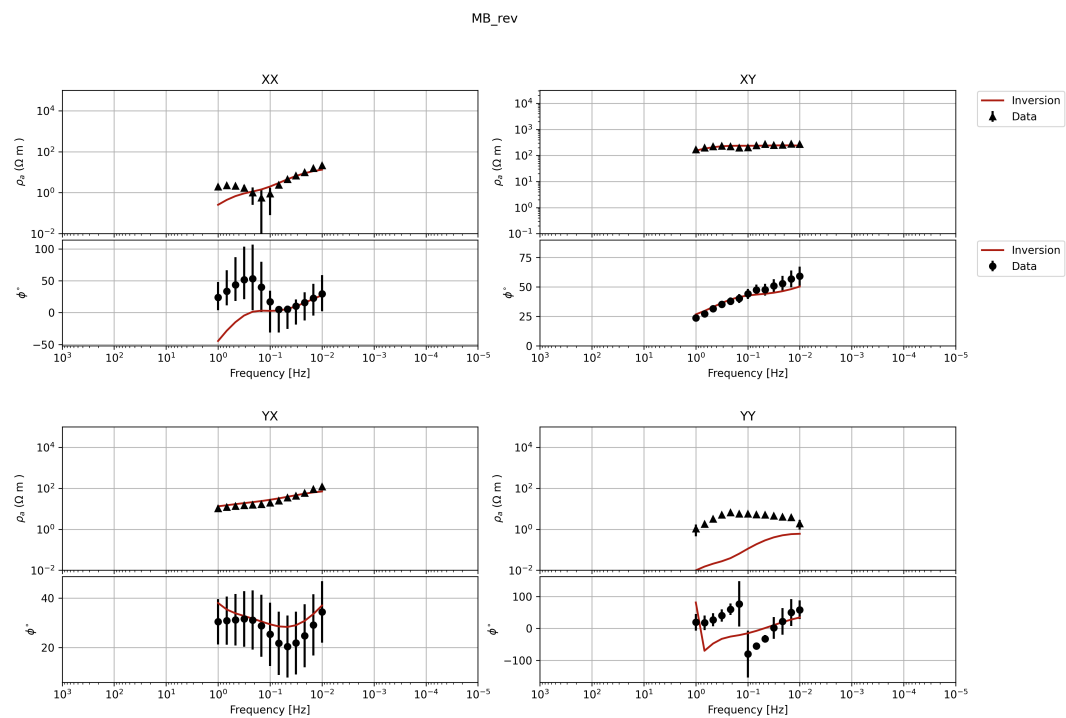 MB_rev
XX
XY
ρₐ (Ω m )
10⁴
10²
10⁰
10⁻²
ρₐ (Ω m )
10⁴
10³
10²
10¹
10⁰
10⁻¹
Inversion
Data
ϕ°
100
50
0
−50
ϕ°
75
50
25
0
Inversion
Data
10³ 10² 10¹ 10⁰ 10⁻¹ 10⁻² 10⁻³ 10⁻⁴ 10⁻⁵
10³ 10² 10¹ 10⁰ 10⁻¹ 10⁻² 10⁻³ 10⁻⁴ 10⁻⁵
Frequency [Hz]
Frequency [Hz]
YX
YY
ρₐ (Ω m )
10⁴
10²
10⁰
10⁻²
ρₐ (Ω m )
10⁴
10²
10⁰
10⁻²
ϕ°
40
20
ϕ°
100
0
−100
10³ 10² 10¹ 10⁰ 10⁻¹ 10⁻² 10⁻³ 10⁻⁴ 10⁻⁵
10³ 10² 10¹ 10⁰ 10⁻¹ 10⁻² 10⁻³ 10⁻⁴ 10⁻⁵
Frequency [Hz]
Frequency [Hz]